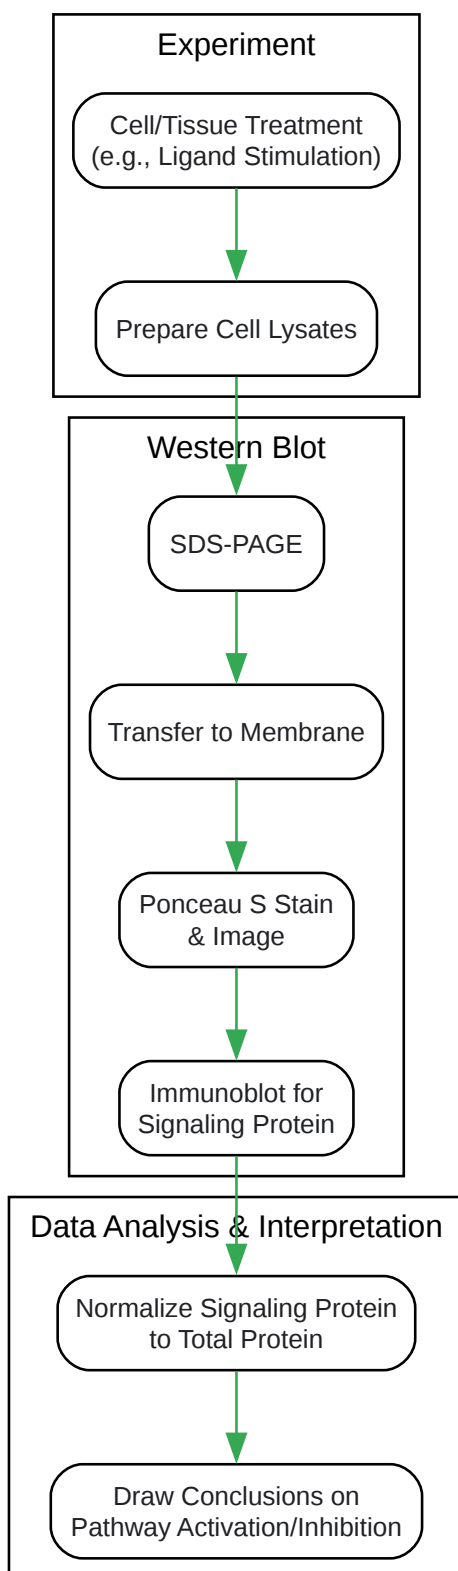 Experiment
Cell/Tissue Treatment
(e.g., Ligand Stimulation)
Prepare Cell Lysates
Western Blot
SDS-PAGE
Transfer to Membrane
Ponceau S Stain
& Image
Immunoblot for
Signaling Protein
Data Analysis & Interpretation
Normalize Signaling Protein
to Total Protein
Draw Conclusions on
Pathway Activation/Inhibition